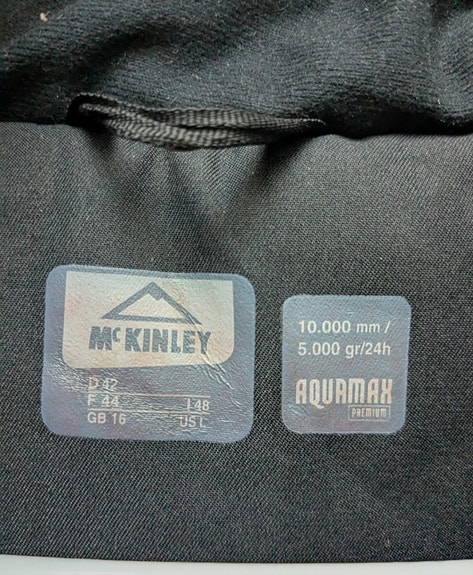 McKINLEY
D 42
F 44 I 48
GB 16 US L
10.000 mm /
5.000 gr/24h
AQUAMAX
PREMIUM